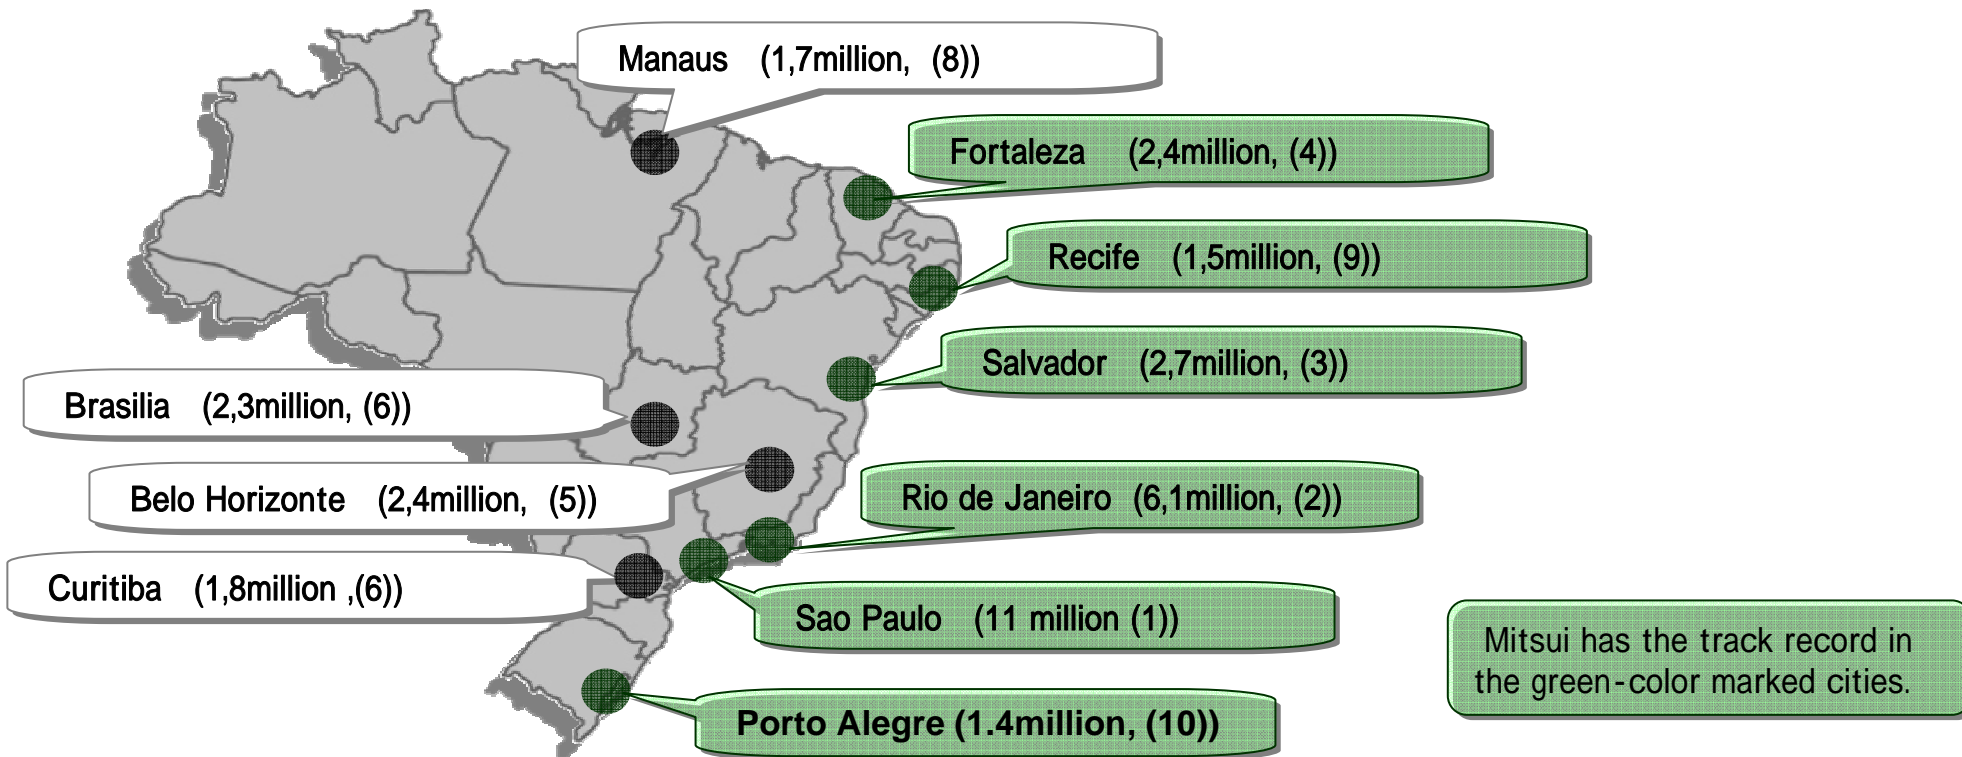 Manaus (1,7million, (8))
Fortaleza (2,4million, (4))
Recife (1,5million, (9))
Salvador (2,7million, (3))
Brasilia (2,3million, (6))
Belo Horizonte (2,4million, (5))
Rio de Janeiro (6,1million, (2))
Curitiba (1,8million ,(6))
Sao Paulo (11 million (1))
Mitsui has the track record in
the green-color marked cities.
Porto Alegre (1.4million, (10))